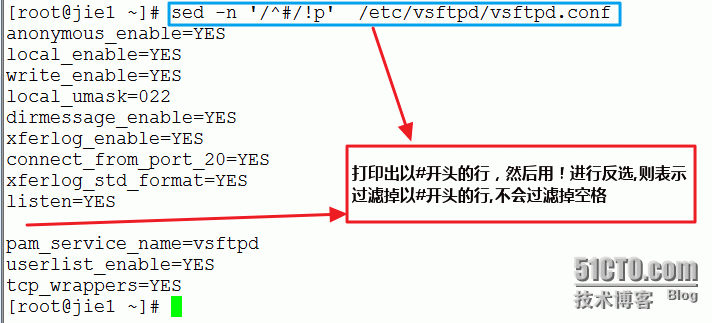 [root@jie1 ~]# sed -n '/^#/!p'  /etc/vsftpd/vsftpd.conf
anonymous_enable=YES
local_enable=YES
write_enable=YES
local_umask=022
dirmessage_enable=YES
xferlog_enable=YES
connect_from_port_20=YES
xferlog_std_format=YES
listen=YES
打印出以#开头的行，然后用！进行反选,则表示
过滤掉以#开头的行,不会过滤掉空格
pam_service_name=vsftpd
userlist_enable=YES
tcp_wrappers=YES
[root@jie1 ~]#
51CTO.com
技术博客 Blog